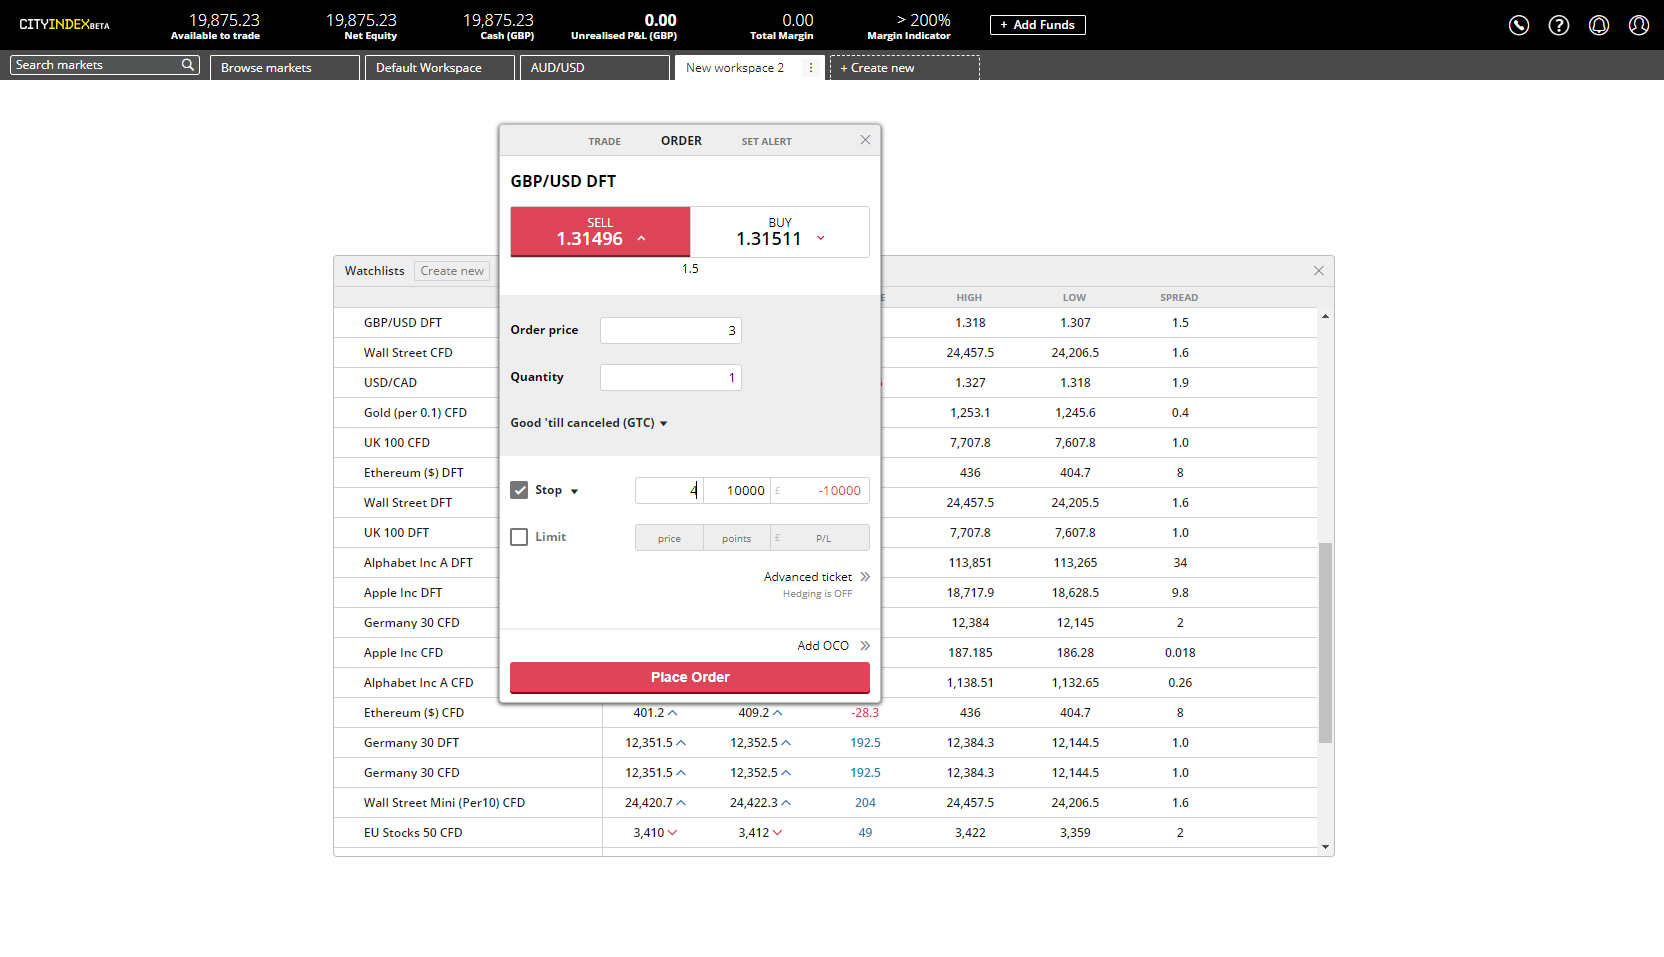 CITYINDEXBETA
19,875.23 19,875.23 19,875.23 0.00 0.00 > 200%
Available to trade Net Equity Cash (GBP) Unrealised P&L (GBP) Total Margin Margin Indicator
+ Add Funds
Search markets Browse markets Default Workspace AUD/USD New workspace 2 + Create new
TRADE ORDER SET ALERT
GBP/USD DFT
SELL BUY
1.31496 1.31511
1.5
Order price 3
Quantity 1
Good 'till canceled (GTC)
Stop 4 10000 £ -10000
Limit price points £ P/L
Advanced ticket
Hedging is OFF
Add OCO
Place Order
Watchlists Create new
HIGH LOW SPREAD
GBP/USD DFT 1.318 1.307 1.5
Wall Street CFD 24,457.5 24,206.5 1.6
USD/CAD 1.327 1.318 1.9
Gold (per 0.1) CFD 1,253.1 1,245.6 0.4
UK 100 CFD 7,707.8 7,607.8 1.0
Ethereum ($) DFT 436 404.7 8
Wall Street DFT 24,457.5 24,205.5 1.6
UK 100 DFT 7,707.8 7,607.8 1.0
Alphabet Inc A DFT 113,851 113,265 34
Apple Inc DFT 18,717.9 18,628.5 9.8
Germany 30 CFD 12,384 12,145 2
Apple Inc CFD 187.185 186.28 0.018
Alphabet Inc A CFD 1,138.51 1,132.65 0.26
Ethereum ($) CFD 401.2 409.2 -28.3 436 404.7 8
Germany 30 DFT 12,351.5 12,352.5 192.5 12,384.3 12,144.5 1.0
Germany 30 CFD 12,351.5 12,352.5 192.5 12,384.3 12,144.5 1.0
Wall Street Mini (Per10) CFD 24,420.7 24,422.3 204 24,457.5 24,206.5 1.6
EU Stocks 50 CFD 3,410 3,412 49 3,422 3,359 2